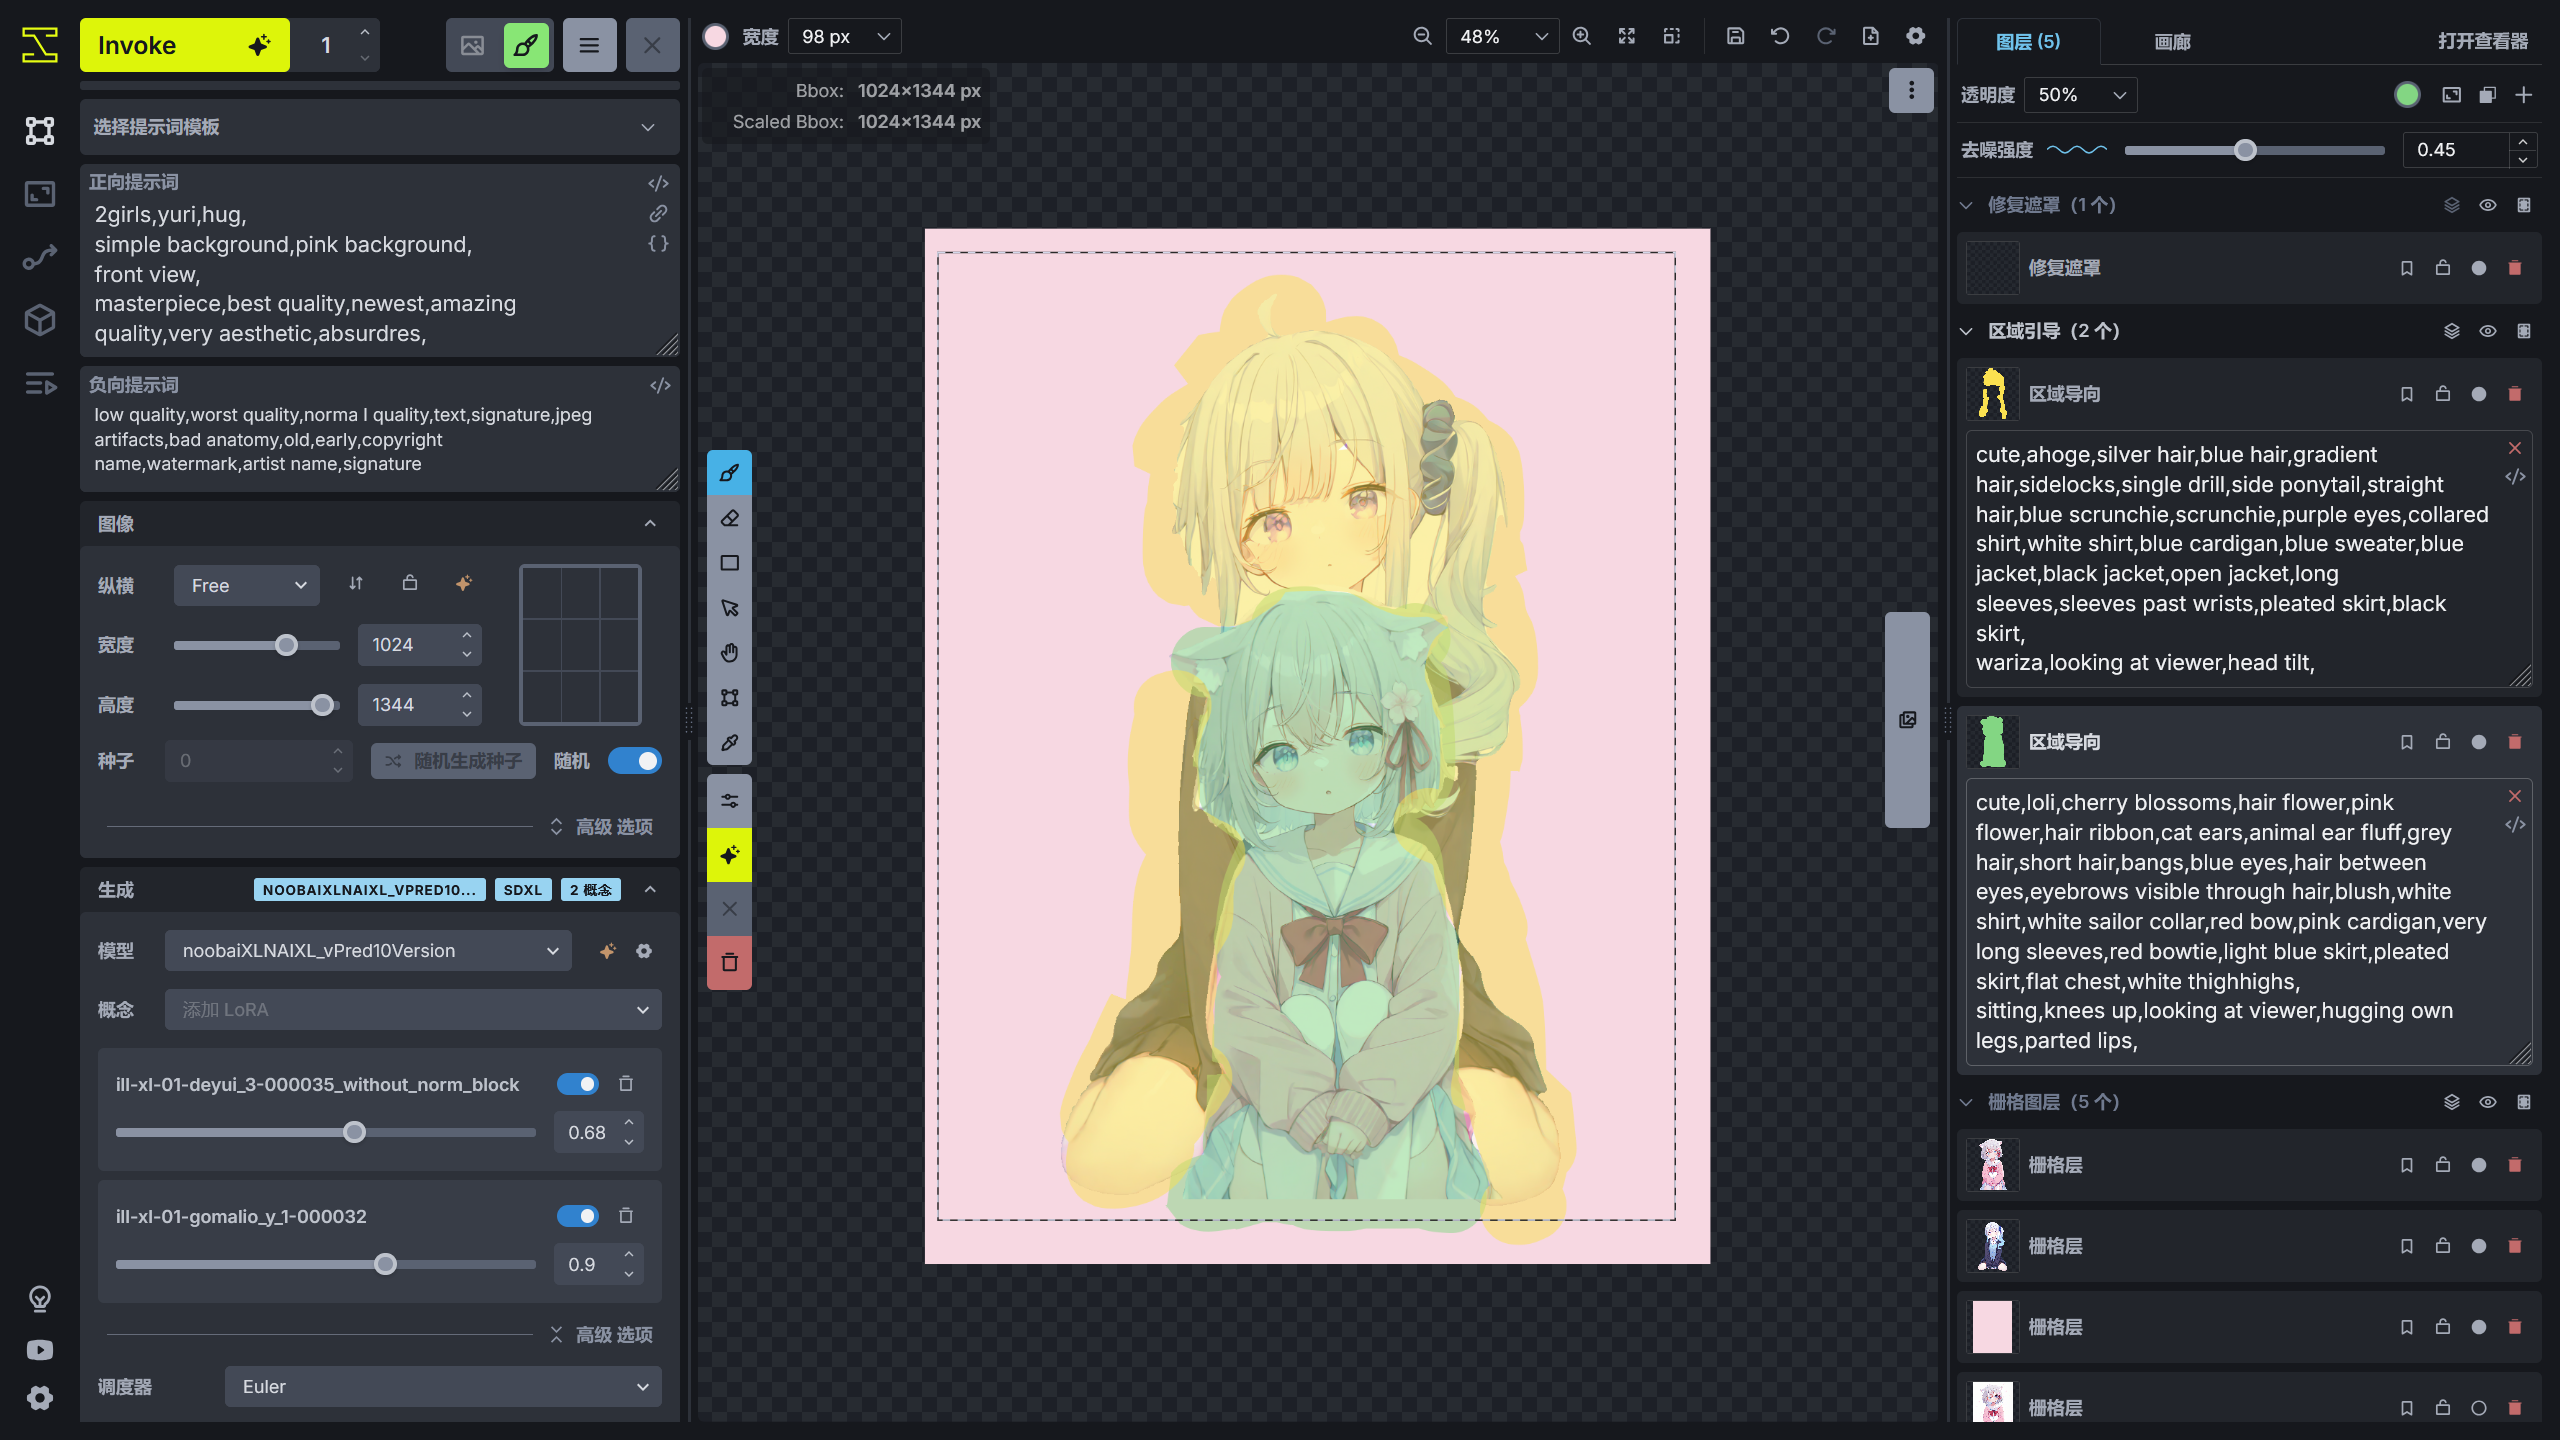 Invoke
1
选择提示词模板
正向提示词
2girls,yuri,hug,
simple background,pink background,
front view,
masterpiece,best quality,newest,amazing
quality,very aesthetic,absurdres,
负向提示词
low quality,worst quality,norma l quality,text,signature,jpeg
artifacts,bad anatomy,old,early,copyright
name,watermark,artist name,signature
图像
纵横
Free
宽度
1024
高度
1344
种子
0
随机生成种子
随机
高级 选项
生成
NOOBAIXLNAIXL_VPRED10...
SDXL
2 概念
模型
noobaiXLNAIXL_vPred10Version
概念
添加 LoRA
ill-xl-01-deyui_3-000035_without_norm_block
0.68
ill-xl-01-gomalio_y_1-000032
0.9
高级 选项
调度器
Euler
宽度
98 px
48%
Bbox: 1024×1344 px
Scaled Bbox: 1024×1344 px
图层 (5)
画廊
打开查看器
透明度
50%
去噪强度
0.45
修复遮罩 (1 个)
修复遮罩
区域引导 (2 个)
区域导向
cute,ahoge,silver hair,blue hair,gradient
hair,sidelocks,single drill,side ponytail,straight
hair,blue scrunchie,scrunchie,purple eyes,collared
shirt,white shirt,blue cardigan,blue sweater,blue
jacket,black jacket,open jacket,long
sleeves,sleeves past wrists,pleated skirt,black
skirt,
wariza,looking at viewer,head tilt,
区域导向
cute,loli,cherry blossoms,hair flower,pink
flower,hair ribbon,cat ears,animal ear fluff,grey
hair,short hair,bangs,blue eyes,hair between
eyes,eyebrows visible through hair,blush,white
shirt,white sailor collar,red bow,pink cardigan,very
long sleeves,red bowtie,light blue skirt,pleated
skirt,flat chest,white thighhighs,
sitting,knees up,looking at viewer,hugging own
legs,parted lips,
栅格图层 (5 个)
栅格层
栅格层
栅格层
栅格层